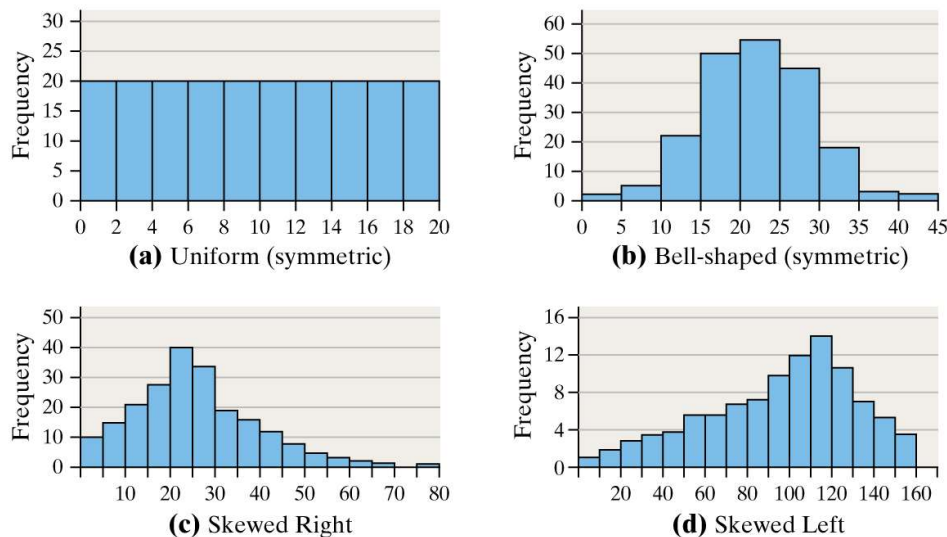 Frequency
30
25
20
15
10
5
0
0 2 4 6 8 10 12 14 16 18 20
(a) Uniform (symmetric)
Frequency
60
50
40
30
20
10
0
0 5 10 15 20 25 30 35 40 45
(b) Bell-shaped (symmetric)
Frequency
50
40
30
20
10
0
10 20 30 40 50 60 70 80
(c) Skewed Right
Frequency
16
12
8
4
0
20 40 60 80 100 120 140 160
(d) Skewed Left